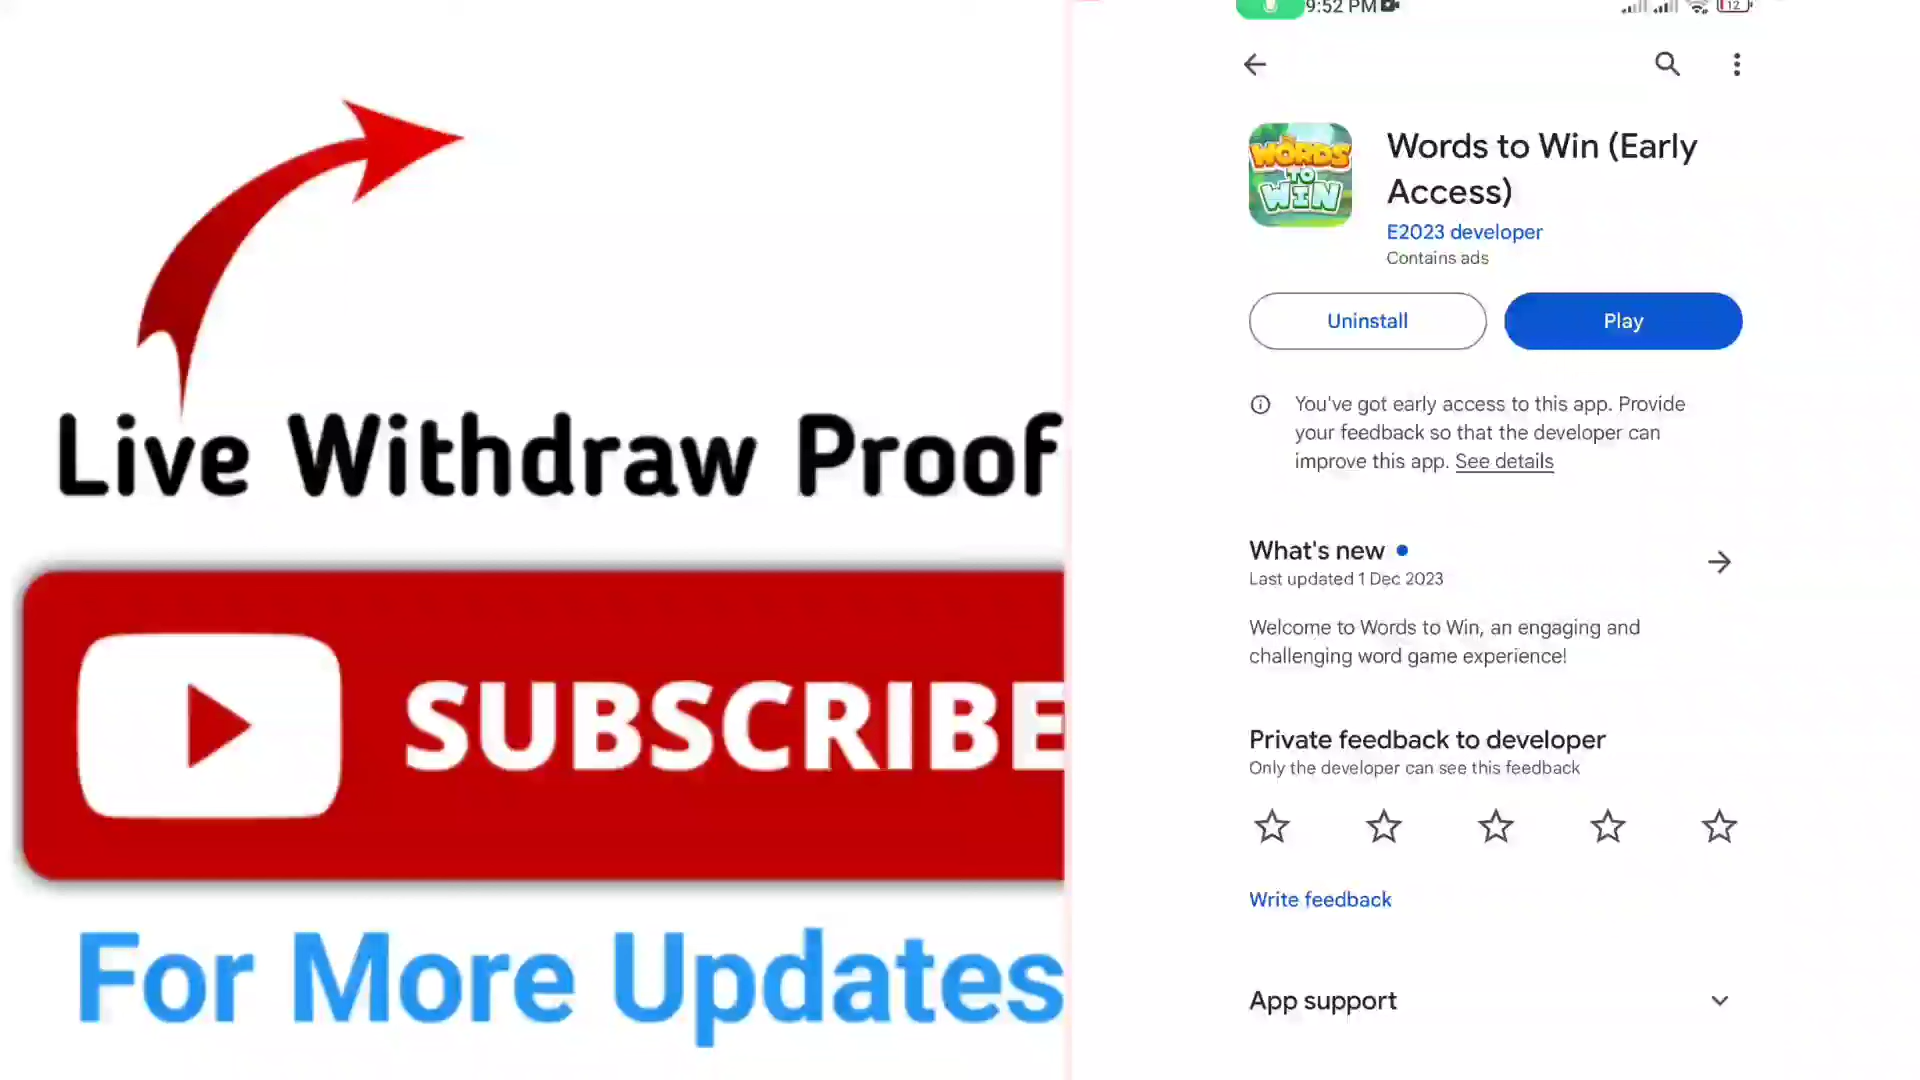 Live Withdraw Proof
SUBSCRIBE
For More Updates
9:52 PM
12
WORDS
TO
WIN
Words to Win (Early
Access)
E2023 developer
Contains ads
Uninstall
Play
You've got early access to this app. Provide
your feedback so that the developer can
improve this app. See details
What's new
Last updated 1 Dec 2023
Welcome to Words to Win, an engaging and
challenging word game experience!
Private feedback to developer
Only the developer can see this feedback
Write feedback
App support